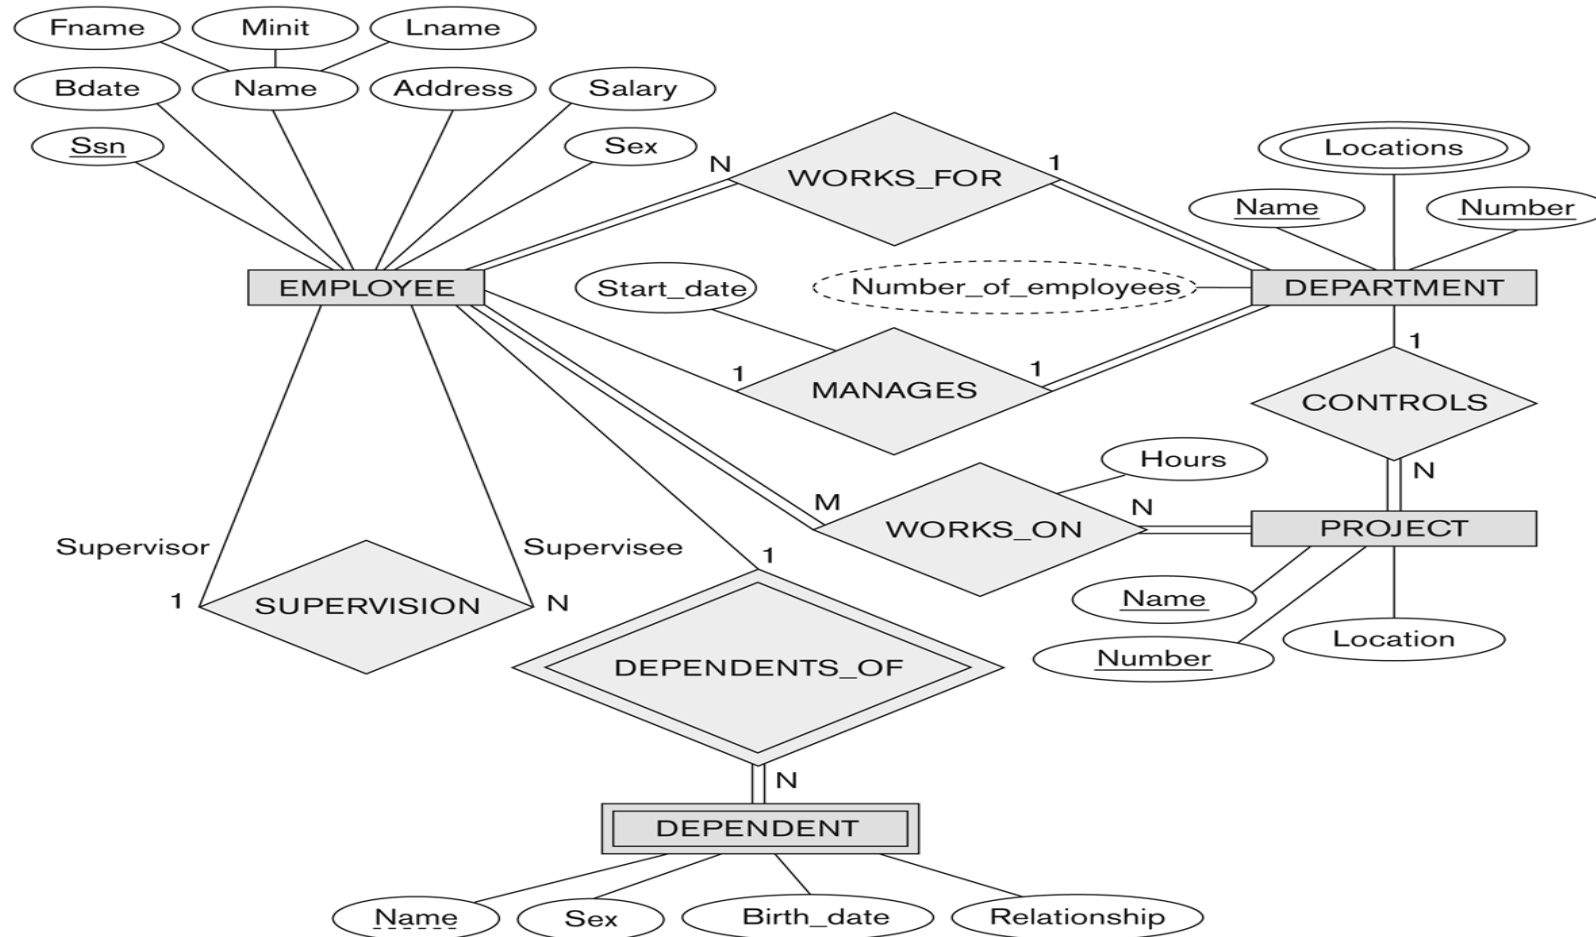 Fname
Minit
Lname
Bdate
Name
Address
Salary
Ssn
Sex
N
WORKS_FOR
1
Locations
Name
Number
EMPLOYEE
Start_date
Number_of_employees
DEPARTMENT
1
MANAGES
1
1
CONTROLS
Hours
N
M
WORKS_ON
N
PROJECT
Supervisor
Supervisee
1
1
SUPERVISION
N
Name
Location
Number
DEPENDENTS_OF
N
DEPENDENT
Name
Sex
Birth_date
Relationship